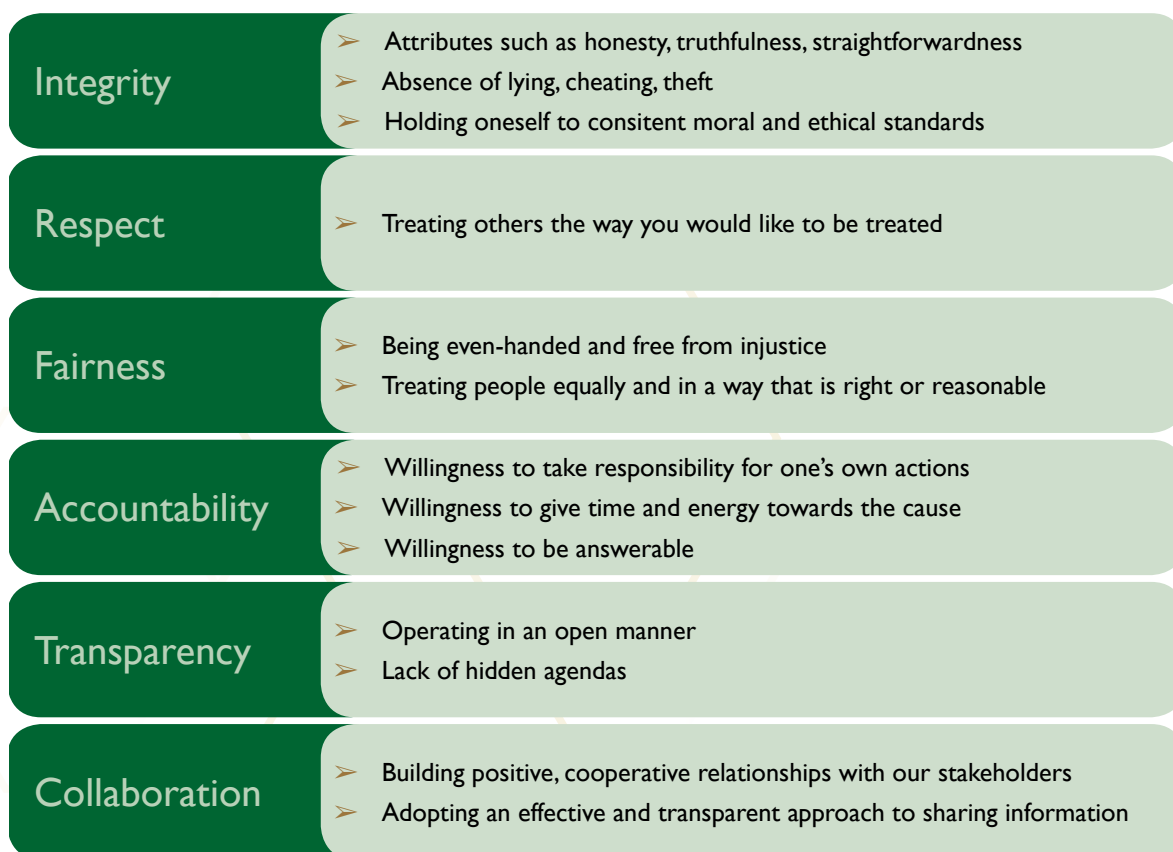 Integrity
➢ Attributes such as honesty, truthfulness, straightforwardness
➢ Absence of lying, cheating, theft
➢ Holding oneself to consitent moral and ethical standards
Respect
➢ Treating others the way you would like to be treated
Fairness
➢ Being even-handed and free from injustice
➢ Treating people equally and in a way that is right or reasonable
Accountability
➢ Willingness to take responsibility for one’s own actions
➢ Willingness to give time and energy towards the cause
➢ Willingness to be answerable
Transparency
➢ Operating in an open manner
➢ Lack of hidden agendas
Collaboration
➢ Building positive, cooperative relationships with our stakeholders
➢ Adopting an effective and transparent approach to sharing information